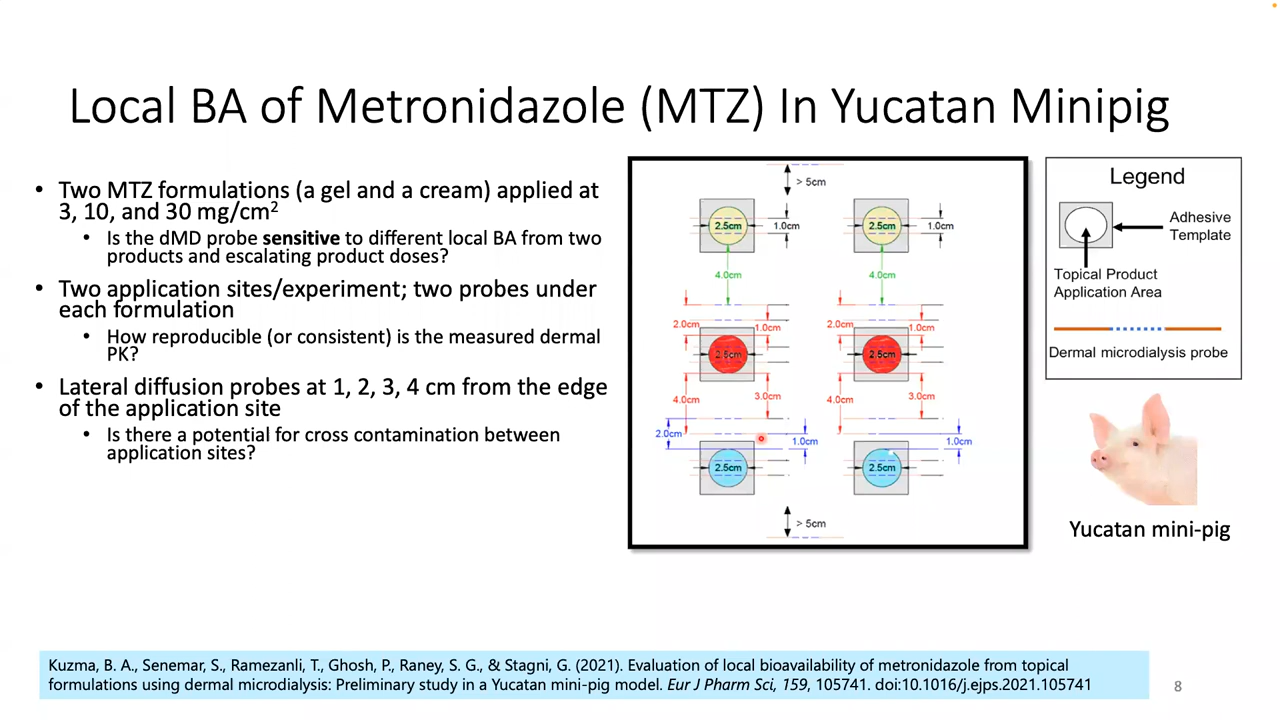 Local BA of Metronidazole (MTZ) In Yucatan Minipig
• Two MTZ formulations (a gel and a cream) applied at
3, 10, and 30 mg/cm²
• Is the dMD probe sensitive to different local BA from two
products and escalating product doses?
• Two application sites/experiment; two probes under
each formulation
• How reproducible (or consistent) is the measured dermal
PK?
• Lateral diffusion probes at 1, 2, 3, 4 cm from the edge
of the application site
• Is there a potential for cross contamination between
application sites?
> 5cm
2.5cm 1.0cm 2.5cm 1.0cm
4.0cm 4.0cm
2.0cm 1.0cm 2.0cm 1.0cm
2.5cm 2.5cm
4.0cm 3.0cm 4.0cm 3.0cm
2.0cm 1.0cm 1.0cm
2.5cm 2.5cm
> 5cm
Legend
Adhesive
Template
Topical Product
Application Area
Dermal microdialysis probe
Yucatan mini-pig
Kuzma, B. A., Senemar, S., Ramezanli, T., Ghosh, P., Raney, S. G., & Stagni, G. (2021). Evaluation of local bioavailability of metronidazole from topical
formulations using dermal microdialysis: Preliminary study in a Yucatan mini-pig model. Eur J Pharm Sci, 159, 105741. doi:10.1016/j.ejps.2021.105741
8